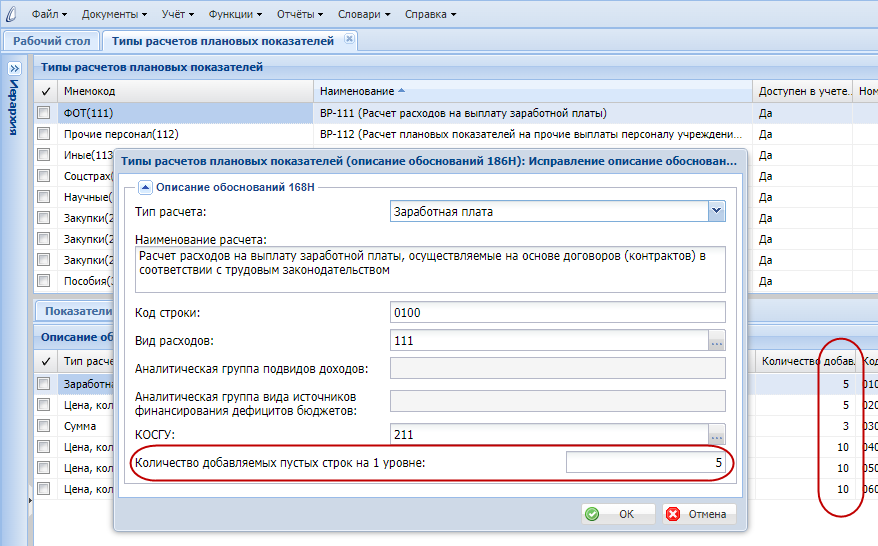 Файл Документы Учёт Функции Отчёты Словари Справка
Рабочий стол Типы расчетов плановых показателей
Иерархия
Типы расчетов плановых показателей
Мнемокод Наименование Доступен в учете... Ном
ФОТ(111) ВР-111 (Расчет расходов на выплату заработной платы) Да
Прочие персонал(112) ВР-112 (Расчет плановых показателей на прочие выплаты персоналу учреждени... Да
Иные(113 Да
Соцстрах( Да
Научные( Да
Закупки(2 Да
Закупки(2 Да
Закупки(2 Да
Пособия(3 Да
Типы расчетов плановых показателей (описание обоснований 186Н): Исправление описание обоснован...
Описание обоснований 168Н
Тип расчета: Заработная плата
Наименование расчета:
Расчет расходов на выплату заработной платы, осуществляемые на основе договоров (контрактов) в
соответствии с трудовым законодательством
Код строки: 0100
Вид расходов: 111 ...
Аналитическая группа подвидов доходов:
Аналитическая группа вида источников
финансирования дефицитов бюджетов:
КОСГУ: 211 ...
Количество добавляемых пустых строк на 1 уровне: 5
ОК Отмена
Показатели
Описание об
Тип расче Количество добав. Код
Заработна 5 010
Цена, кол 5 020
Сумма 3 030
Цена, кол 10 040
Цена, кол 10 050
Цена, кол 10 060